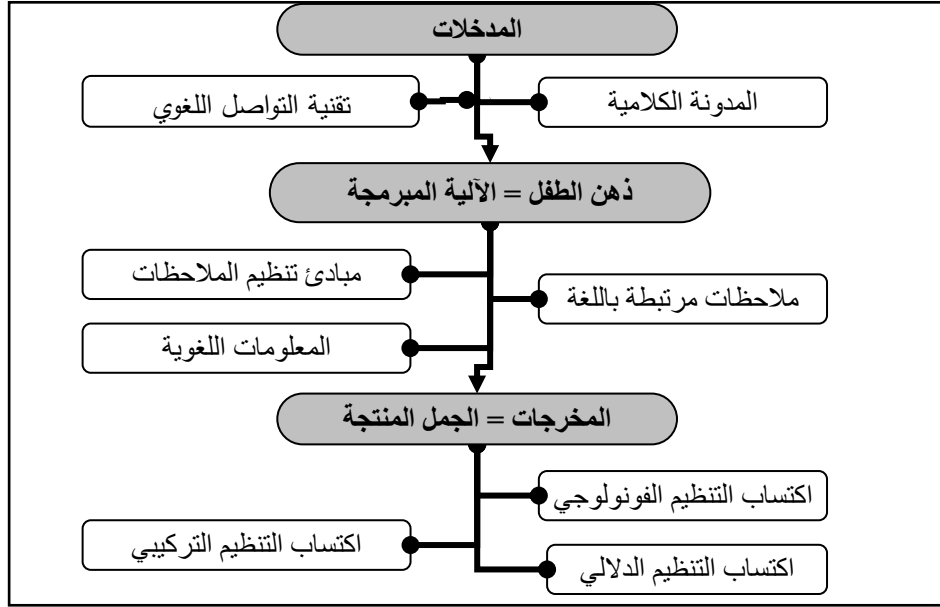 المدخلات
المدونة الكلامية
تقنية التواصل اللغوي
ذهن الطفل = الآلية المبرمجة
ملاحظات مرتبطة باللغة
مبادئ تنظيم الملاحظات
المعلومات اللغوية
المخرجات = الجمل المنتجة
اكتساب التنظيم الفونولوجي
اكتساب التنظيم التركيبي
اكتساب التنظيم الدلالي